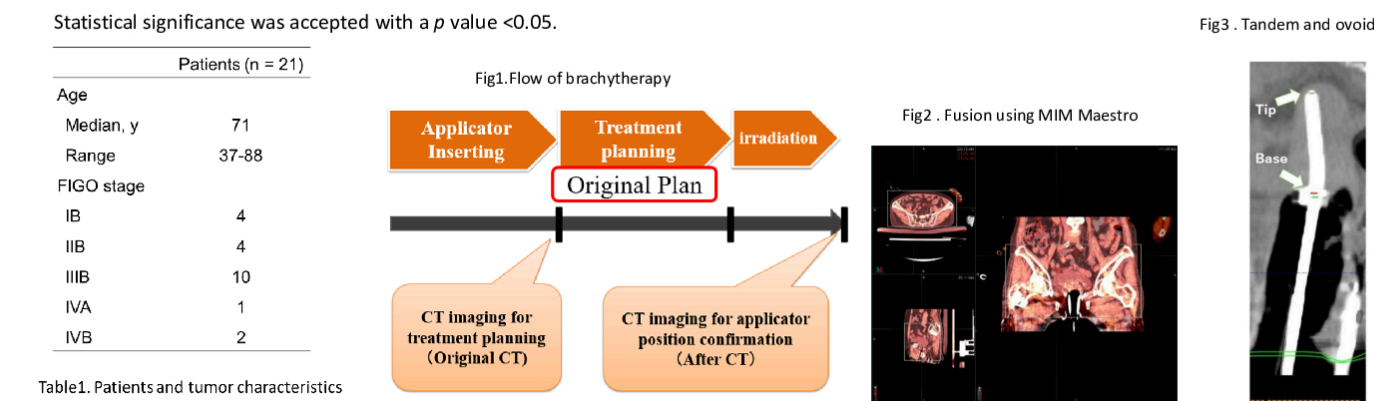 Statistical significance was accepted with a p value <0.05.
Patients (n = 21)
Age
Median, y 71
Range 37-88
FIGO stage
IB 4
IIB 4
IIIB 10
IVA 1
IVB 2
Table1. Patients and tumor characteristics
Fig1.Flow of brachytherapy
Applicator
Inserting
Treatment
planning
irradiation
Original Plan
CT imaging for
treatment planning
(Original CT)
CT imaging for applicator
position confirmation
(After CT)
Fig2 . Fusion using MIM Maestro
Fig3 . Tandem and ovoid
Tip
Base